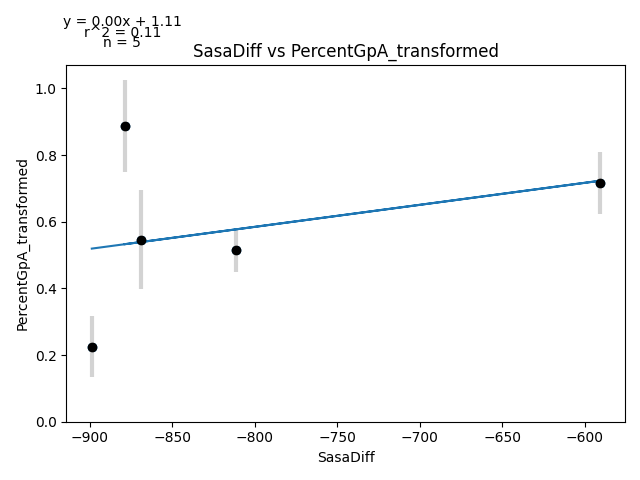 y = 0.00x + 1.11
r^2 = 0.11
n = 5
SasaDiff vs PercentGpA_transformed
PercentGpA_transformed
1.0
0.8
0.6
0.4
0.2
0.0
−900
−850
−800
−750
−700
−650
−600
SasaDiff